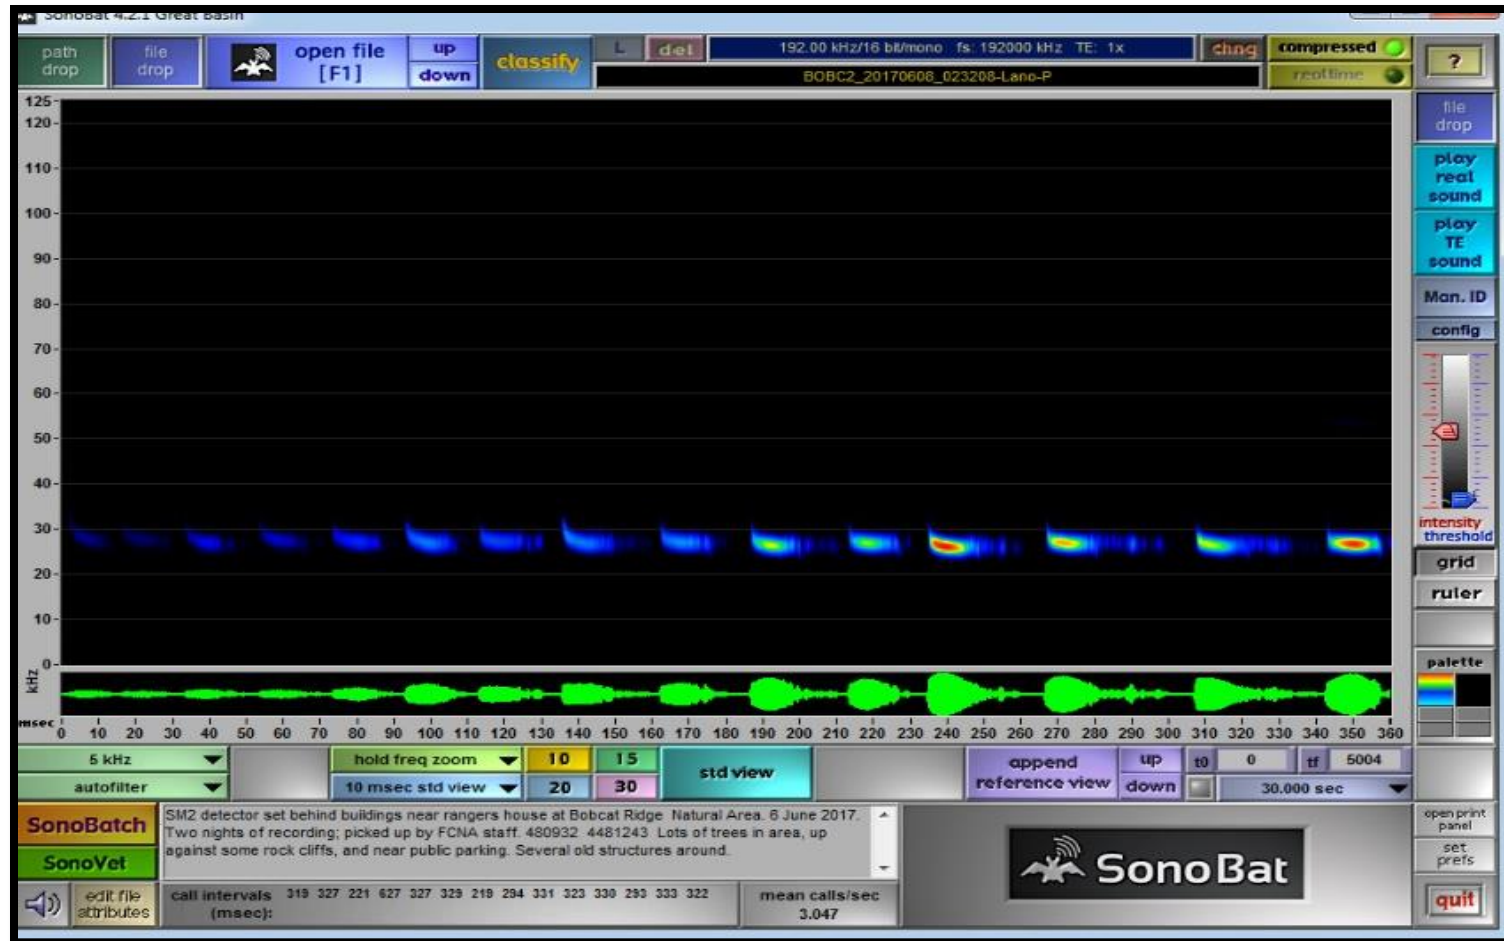 SonoBat 4.2.1 Great Basin
path drop
file drop
open file [F1]
up
down
classify
L
del
192.00 kHz/16 bit/mono fs: 192000 kHz TE: 1x
BOBC2_20170608_023208-Lano-P
chng
compressed
realtime
?
file drop
play real sound
play TE sound
Man. ID
config
intensity
threshold
grid
ruler
palette
125
120
110
100
90
80
70
60
50
40
30
20
10
0
kHz
msec 0 10 20 30 40 50 60 70 80 90 100 110 120 130 140 150 160 170 180 190 200 210 220 230 240 250 260 270 280 290 300 310 320 330 340 350 360
5 kHz
autofilter
hold freq zoom
10 msec std view
10
15
20
30
std view
append reference view
up
down
t0 0 tf 5004
30.000 sec
SonoBatch
SonoVet
edit file attributes
SM2 detector set behind buildings near rangers house at Bobcat Ridge Natural Area. 6 June 2017.
Two nights of recording; picked up by FCNA staff. 480932 4481243 Lots of trees in area, up
against some rock cliffs, and near public parking. Several old structures around.
call intervals (msec): 319 327 221 627 327 329 219 294 331 323 330 293 333 322
mean calls/sec
3.047
SonoBat
open print panel
set prefs
quit